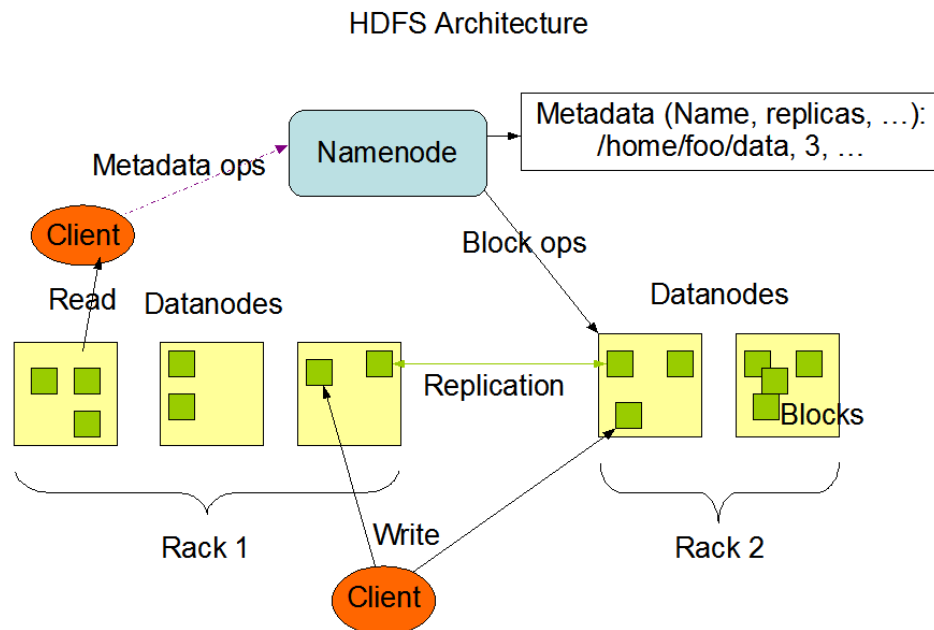 HDFS Architecture
Metadata (Name, replicas, …):
/home/foo/data, 3, …
Namenode
Metadata ops
Client
Block ops
Read
Datanodes
Datanodes
Replication
Blocks
Rack 1
Write
Rack 2
Client